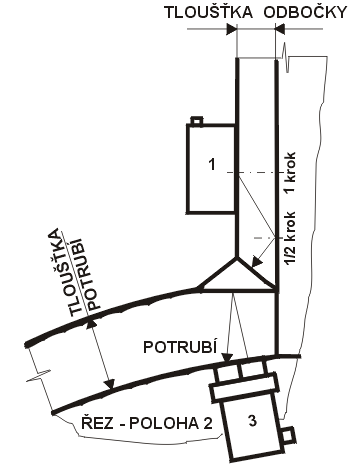 TLOUŠŤKA ODBOČKY
1
1 krok
1/2 krok
TLOUŠŤKA
POTRUBÍ
POTRUBÍ
ŘEZ - POLOHA 2
3